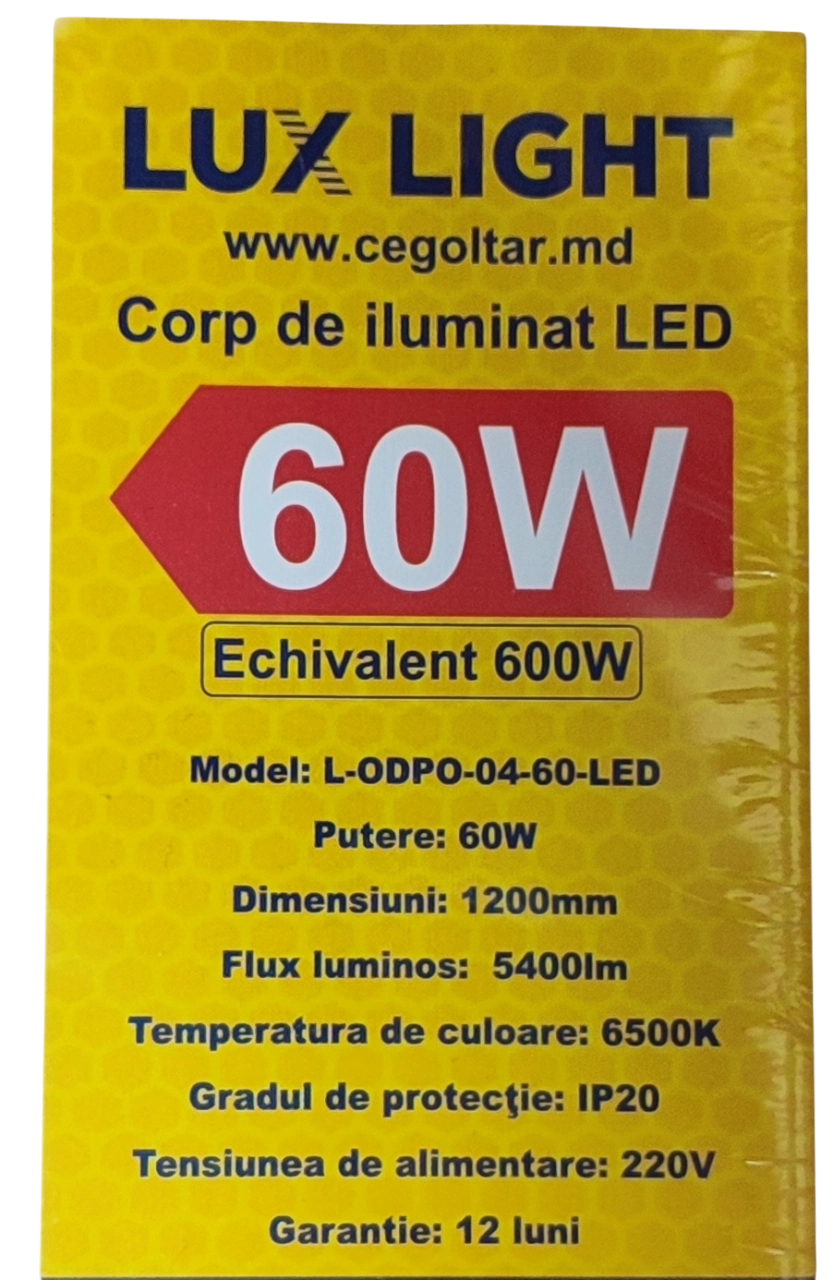 LUX LIGHT
www.cegoltar.md
Corp de iluminat LED
60W
Echivalent 600W
Model: L-ODPO-04-60-LED
Putere: 60W
Dimensiuni: 1200mm
Flux luminos: 5400lm
Temperatura de culoare: 6500K
Gradul de protecţie: IP20
Tensiunea de alimentare: 220V
Garantie: 12 luni